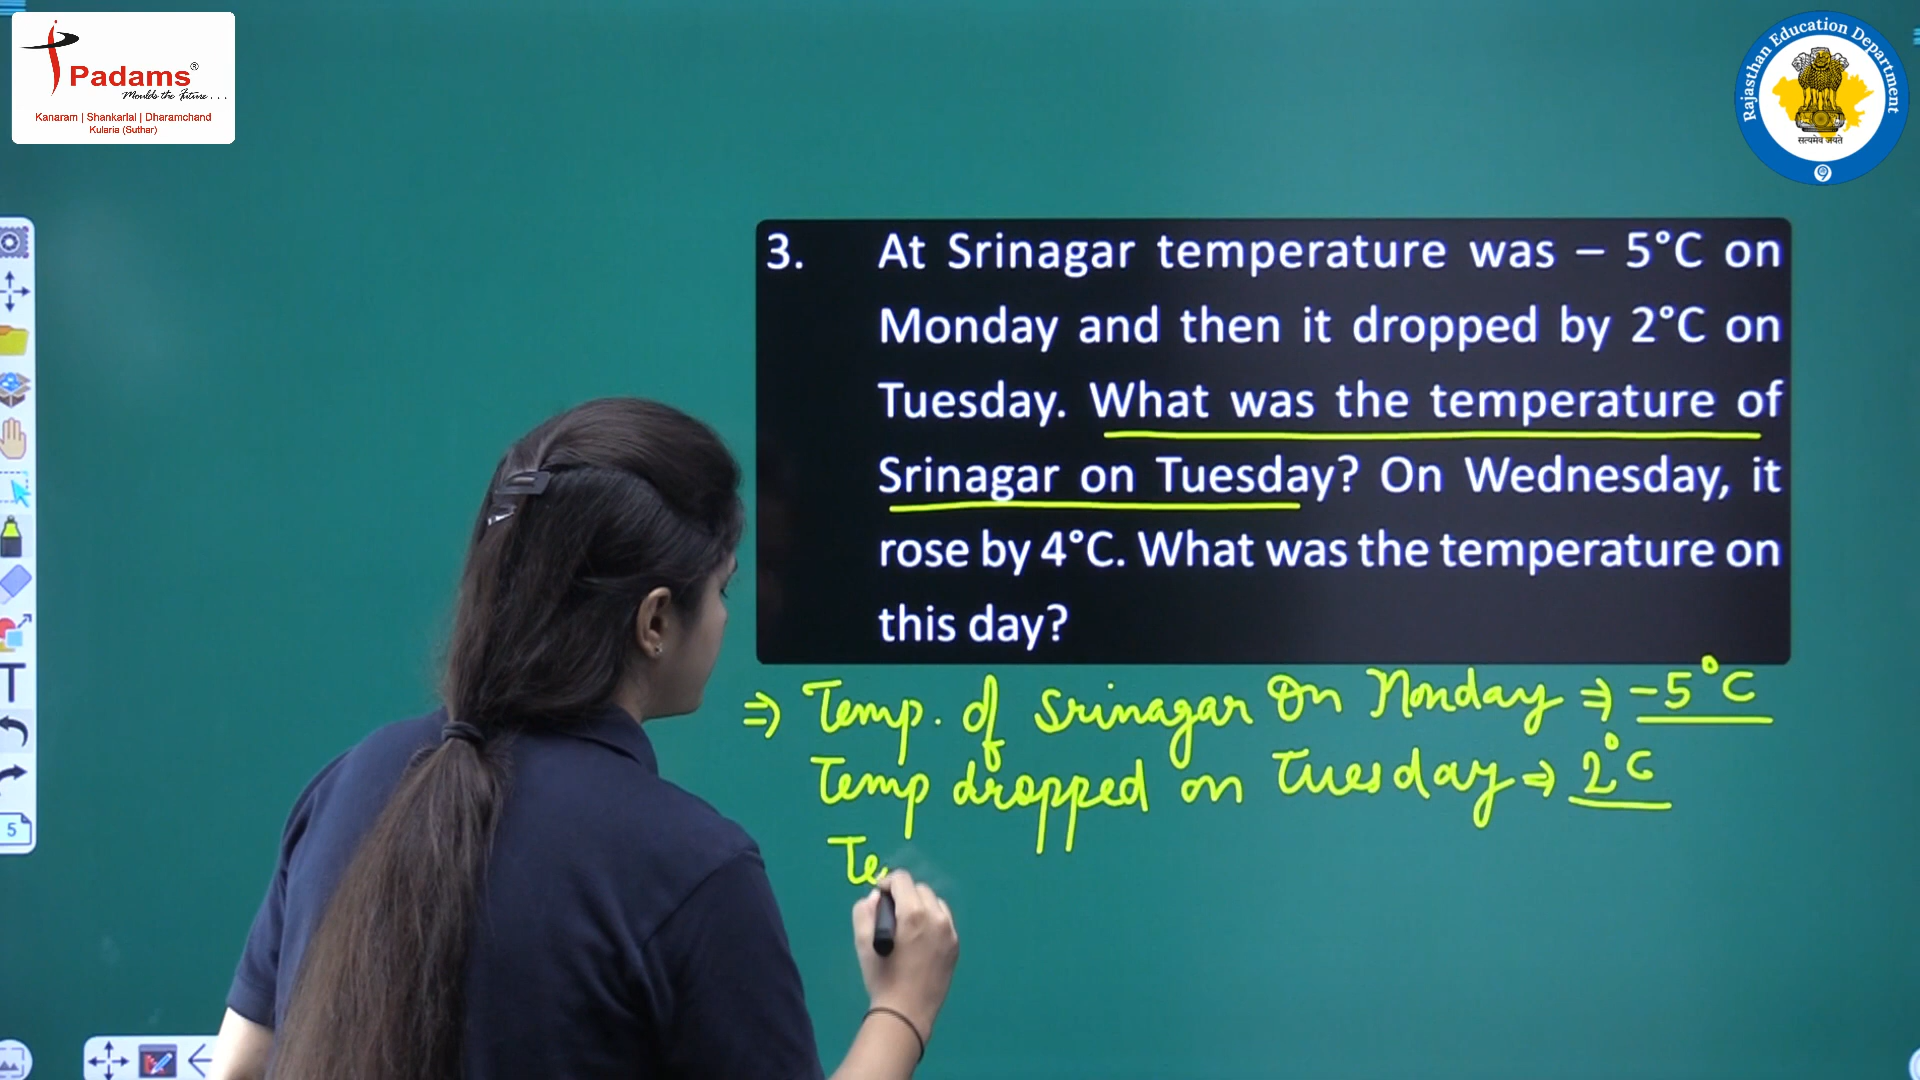 Padams®
Moulds the Future . . .
Kanaram | Shankarlal | Dharamchand
Kularia (Suthar)
Rajasthan Education Department
सत्यमेव जयते
3. At Srinagar temperature was – 5°C on
Monday and then it dropped by 2°C on
Tuesday. What was the temperature of
Srinagar on Tuesday? On Wednesday, it
rose by 4°C. What was the temperature on
this day?
⇒ Temp. of Srinagar On Monday ⇒ -5°C
Temp dropped on Tuesday ⇒ 2°C
Te
T
5